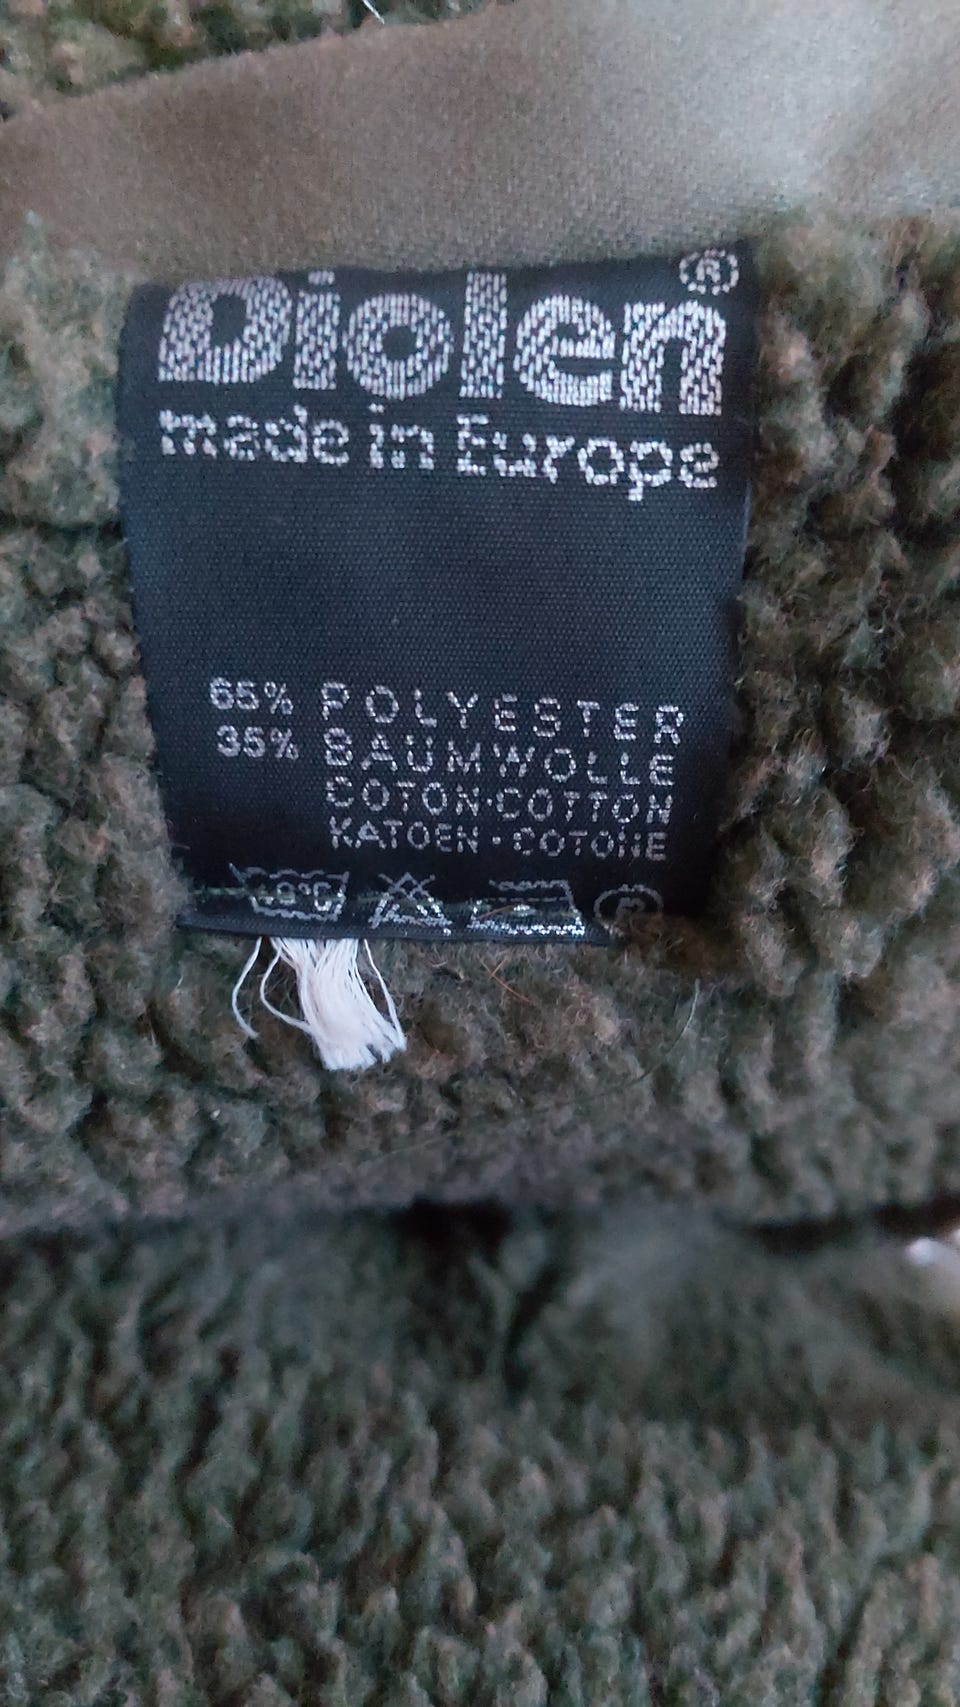 Diolen®
made in Europe
65% POLYESTER
35% BAUMWOLLE
COTON·COTTON
KATOEN·COTONE